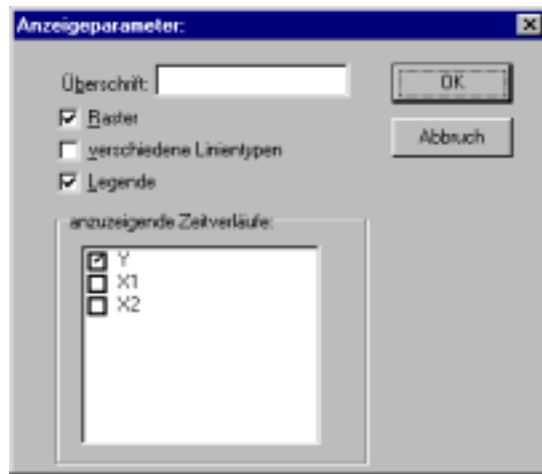 Anzeigeparameter:
Überschrift:
OK
Raster
Abbruch
verschiedene Linientypen
Legende
anzuzeigende Zeitverläufe:
Y
X1
X2